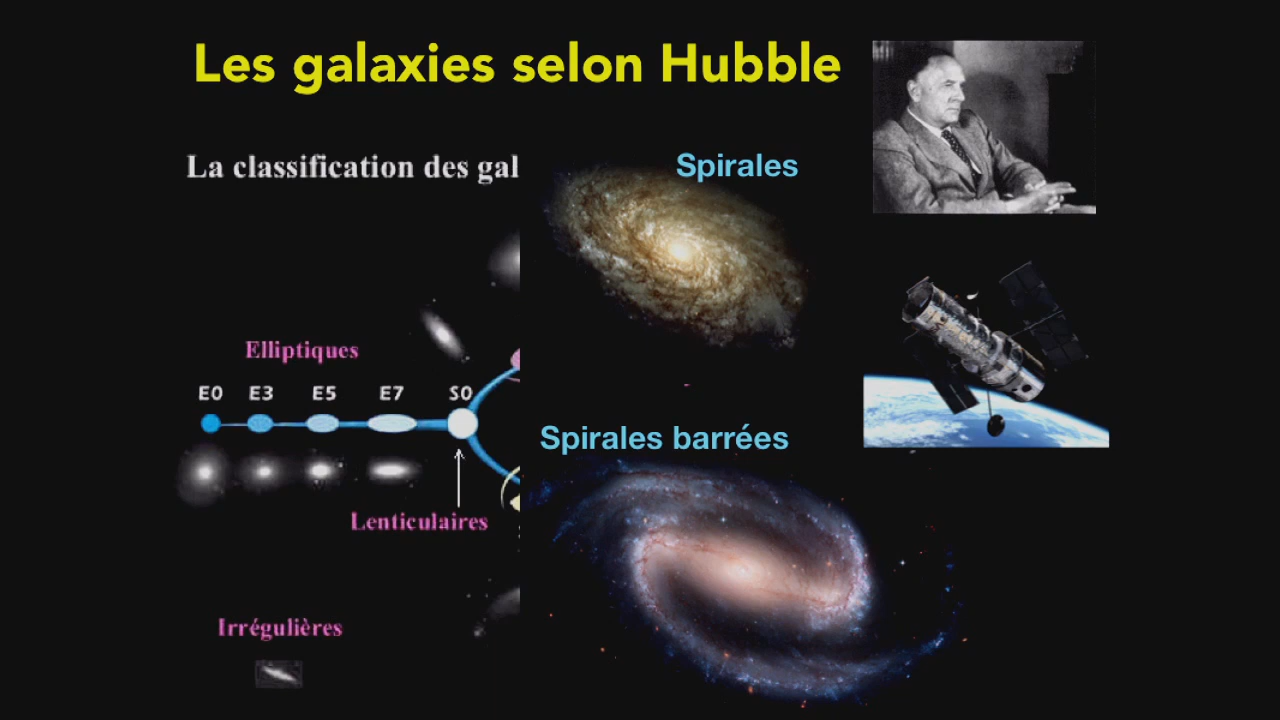 Les galaxies selon Hubble
La classification des gal
Spirales
Elliptiques
E0 E3 E5 E7 S0
Spirales barrées
Lenticulaires
Irrégulières